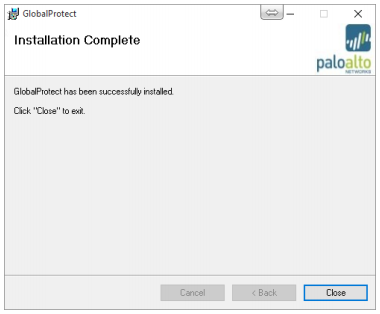 GlobalProtect
Installation Complete
paloalto
NETWORKS
GlobalProtect has been successfully installed.
Click "Close" to exit.
Cancel
< Back
Close